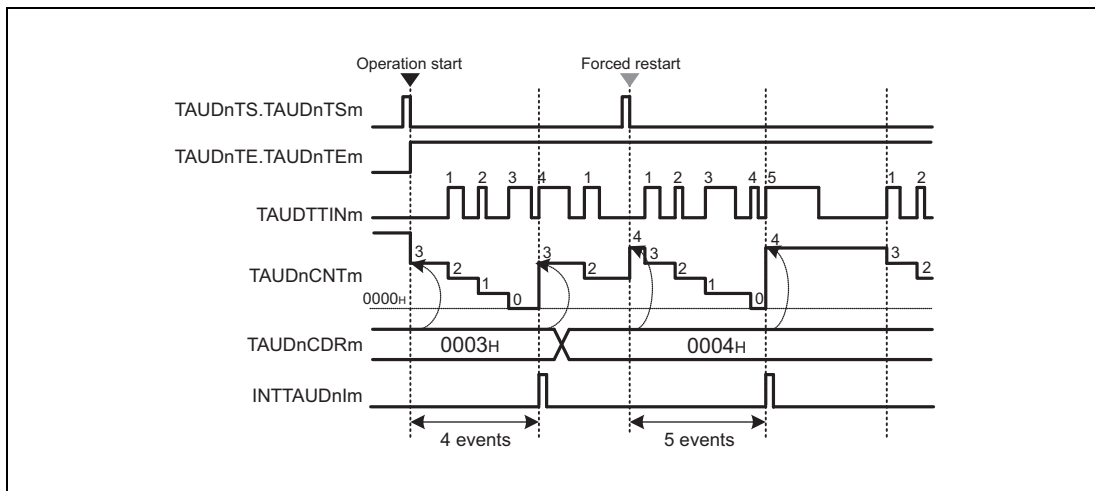 Operation start Forced restart
TAUDnTS.TAUDnTSm
TAUDnTE.TAUDnTEm
1 2 3 4 1 1 2 3 4 5 1 2
TAUDTTINm
3 2 1 0 3 2 4 3 2 1 0 4 3 2
TAUDnCNTm
0000H
TAUDnCDRm 0003H 0004H
INTTAUDnIm
4 events 5 events